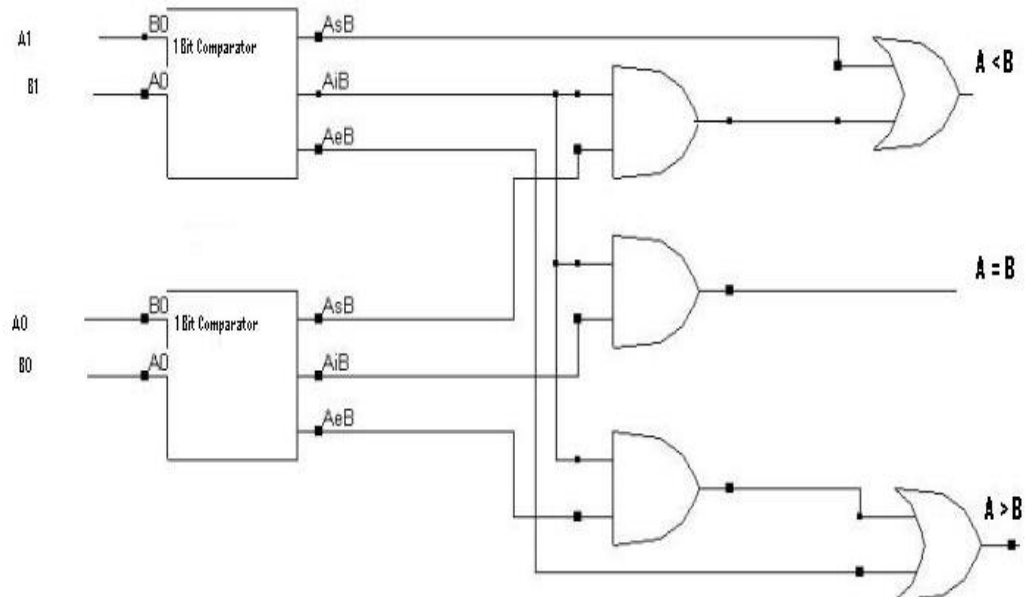 A1
B0
1 Bit Comparator
AsB
A <B
B1
A0
AiB
AeB
A = B
A0
B0
1 Bit Comparator
AsB
B0
A0
AiB
AeB
A >B